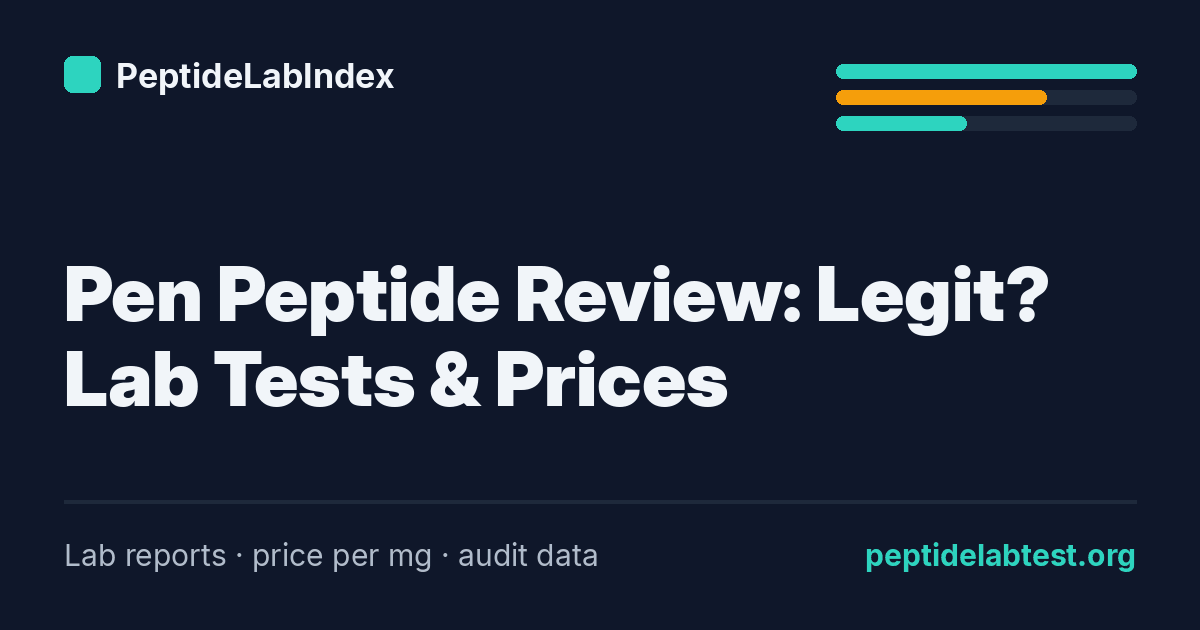 PeptideLabIndex
Pen Peptide Review: Legit?
Lab Tests & Prices
Lab reports · price per mg · audit data
peptidelabtest.org